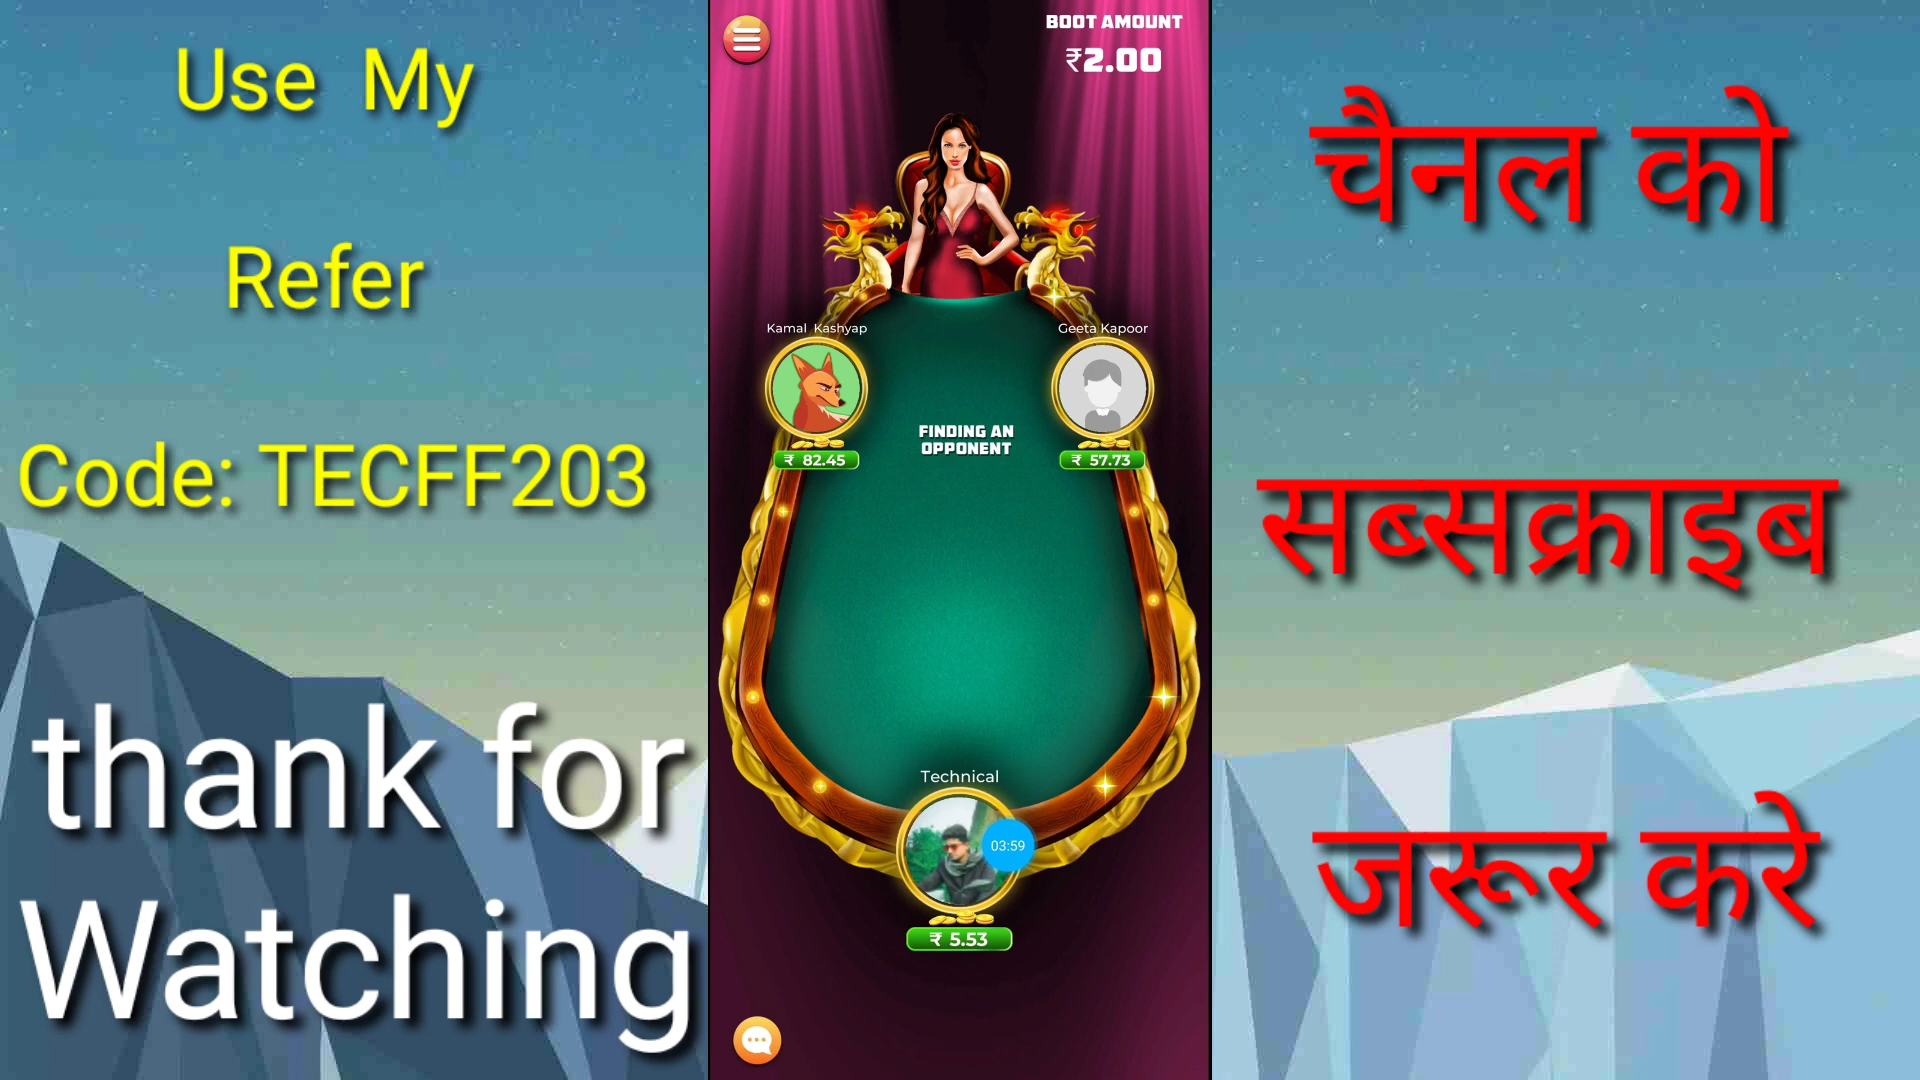 Use My
Refer
Code: TECFF203
thank for
Watching
BOOT AMOUNT
₹2.00
Kamal Kashyap
Geeta Kapoor
FINDING AN
OPPONENT
₹ 82.45
₹ 57.73
Technical
03:59
₹ 5.53
चैनल को
सब्सक्राइब
जरूर करे